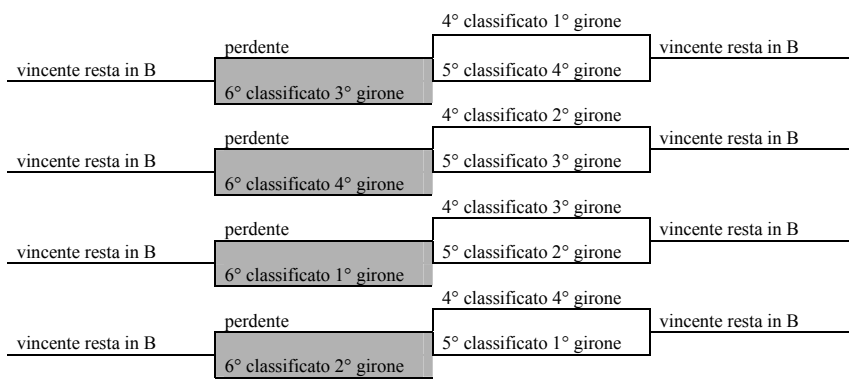 4° classificato 1° girone
perdente
vincente resta in B
vincente resta in B
5° classificato 4° girone
6° classificato 3° girone
4° classificato 2° girone
perdente
vincente resta in B
vincente resta in B
5° classificato 3° girone
6° classificato 4° girone
4° classificato 3° girone
perdente
vincente resta in B
vincente resta in B
5° classificato 2° girone
6° classificato 1° girone
4° classificato 4° girone
perdente
vincente resta in B
vincente resta in B
5° classificato 1° girone
6° classificato 2° girone